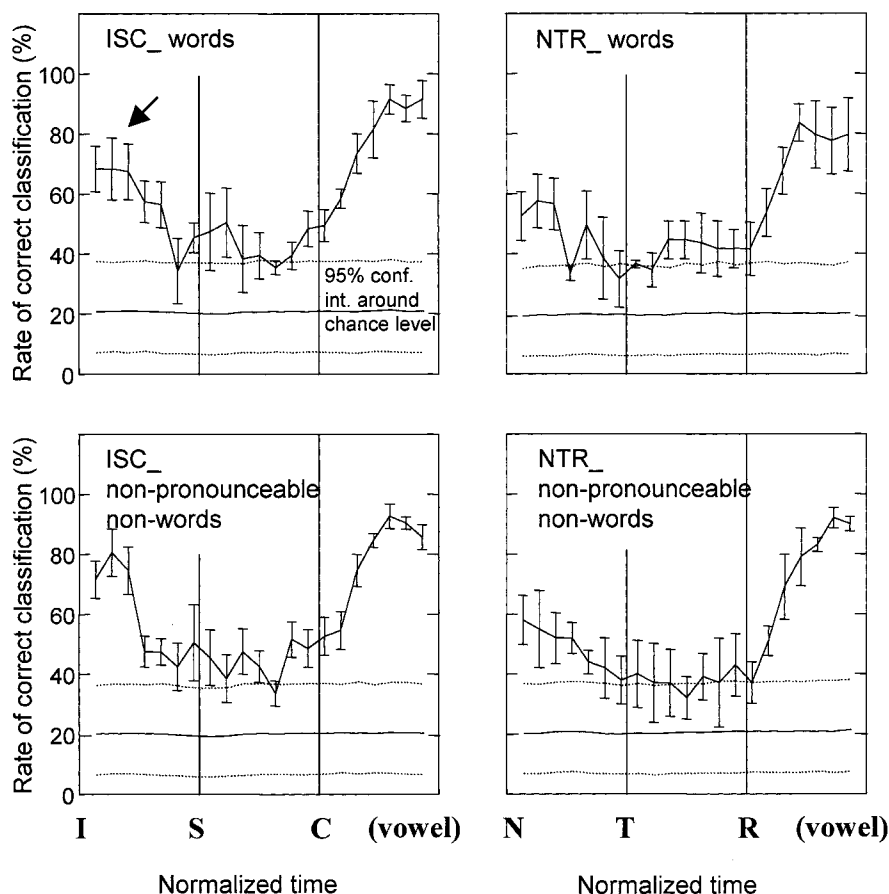 ISC_ words
NTR_ words
Rate of correct classification (%)
100
80
60
40
20
0
95% conf.
int. around
chance level
ISC_
non-pronounceable
non-words
NTR_
non-pronounceable
non-words
Rate of correct classification (%)
100
80
60
40
20
0
I S C (vowel) N T R (vowel)
Normalized time Normalized time